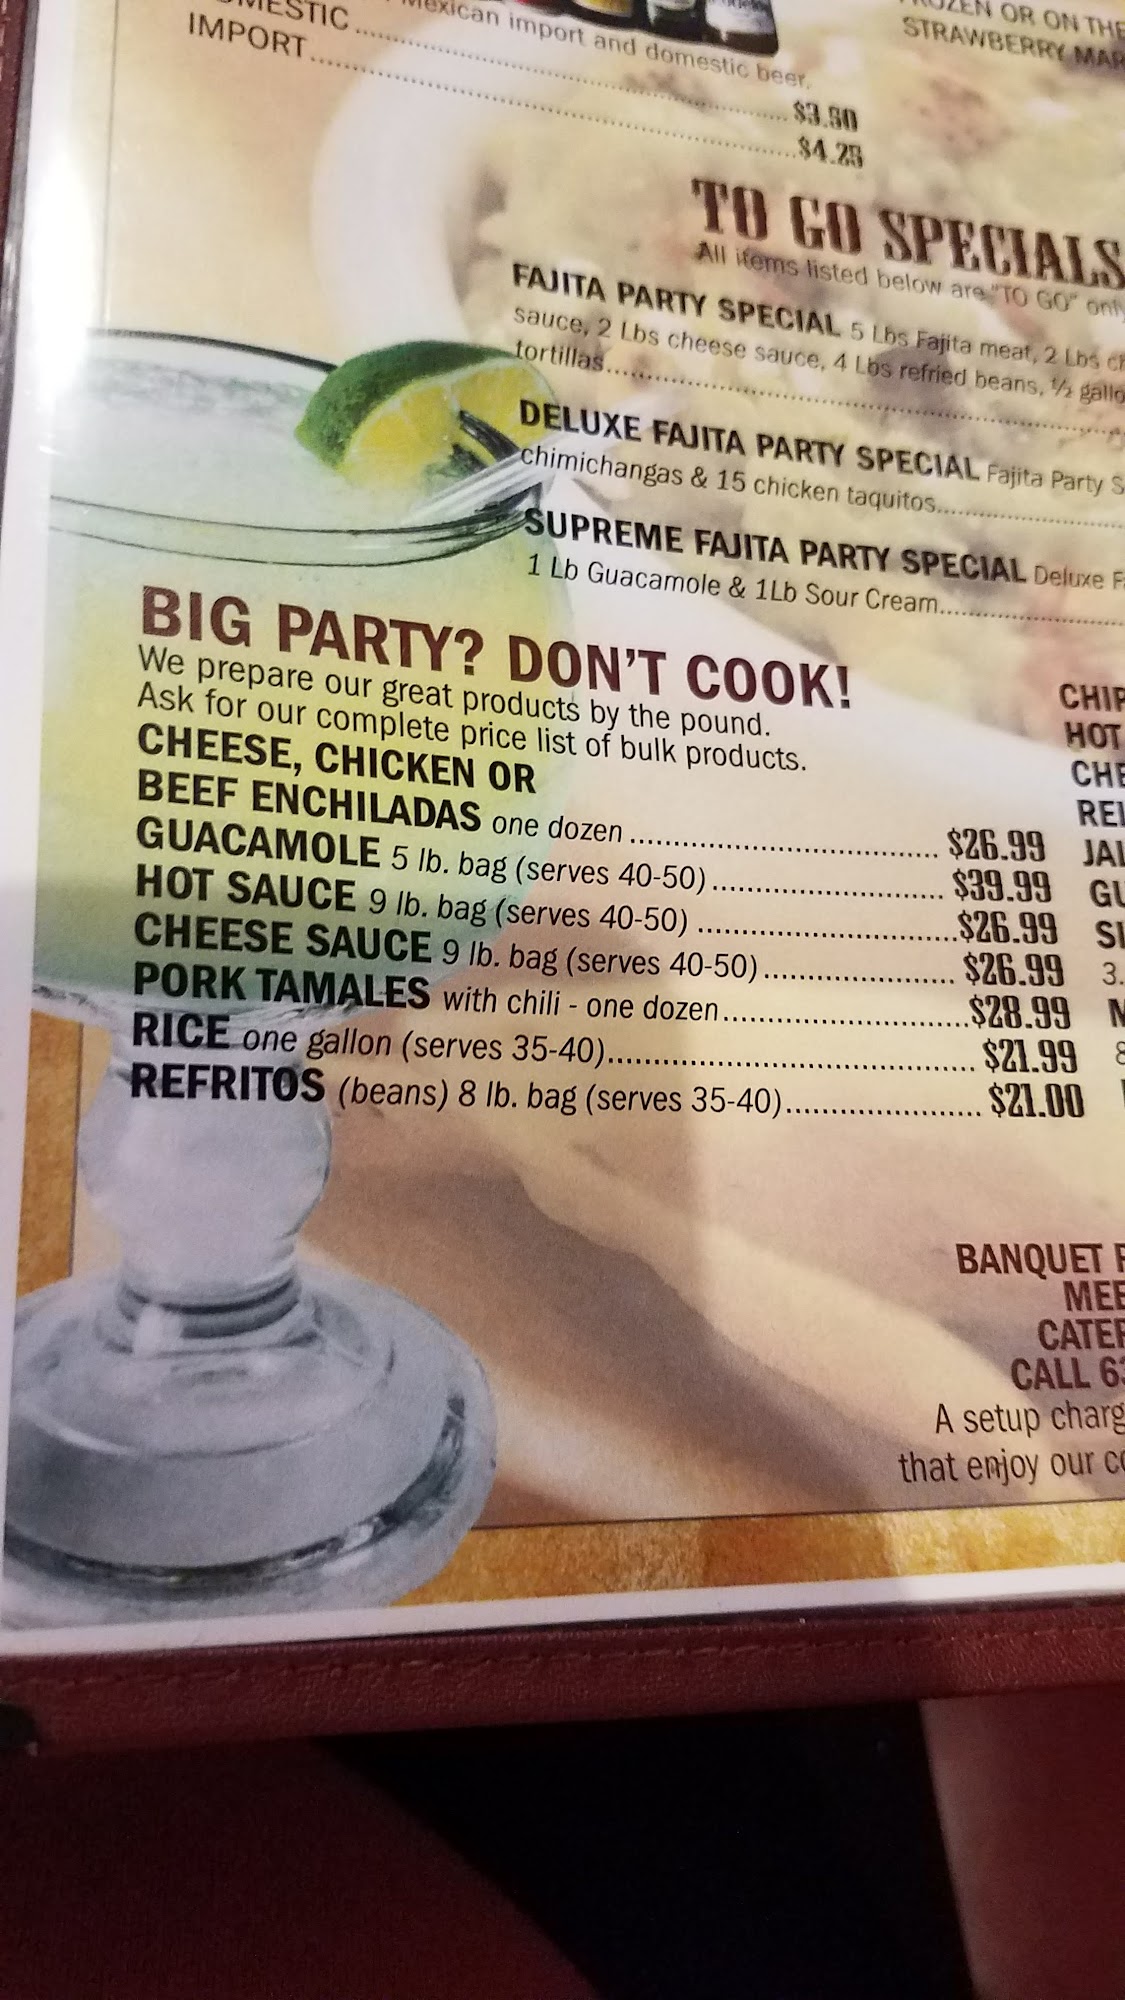 Mexican import and domestic beer.
DOMESTIC........$3.50
IMPORT........$4.25
OR ON THE
STRAWBERRY
TO GO SPECIALS
All items listed below are "TO GO"
FAJITA PARTY SPECIAL 5 Lbs Fajita meat, 2 Lbs
sauce, 2 Lbs cheese sauce, 4 Lbs refried beans, ½
tortillas........
DELUXE FAJITA PARTY SPECIAL Fajita Party
chimichangas & 15 chicken taquitos........
SUPREME FAJITA PARTY SPECIAL Deluxe
1 Lb Guacamole & 1Lb Sour Cream........
BIG PARTY? DON'T COOK!
We prepare our great products by the pound.
Ask for our complete price list of bulk products.
CHEESE, CHICKEN OR
BEEF ENCHILADAS one dozen........$26.99
GUACAMOLE 5 lb. bag (serves 40-50)........$39.99
HOT SAUCE 9 lb. bag (serves 40-50)........$26.99
CHEESE SAUCE 9 lb. bag (serves 40-50)........$26.99
PORK TAMALES with chili - one dozen........$28.99
RICE one gallon (serves 35-40)........$21.99
REFRITOS (beans) 8 lb. bag (serves 35-40)........$21.00
HOT
BANQUET
CALL
A setup
that enjoy our